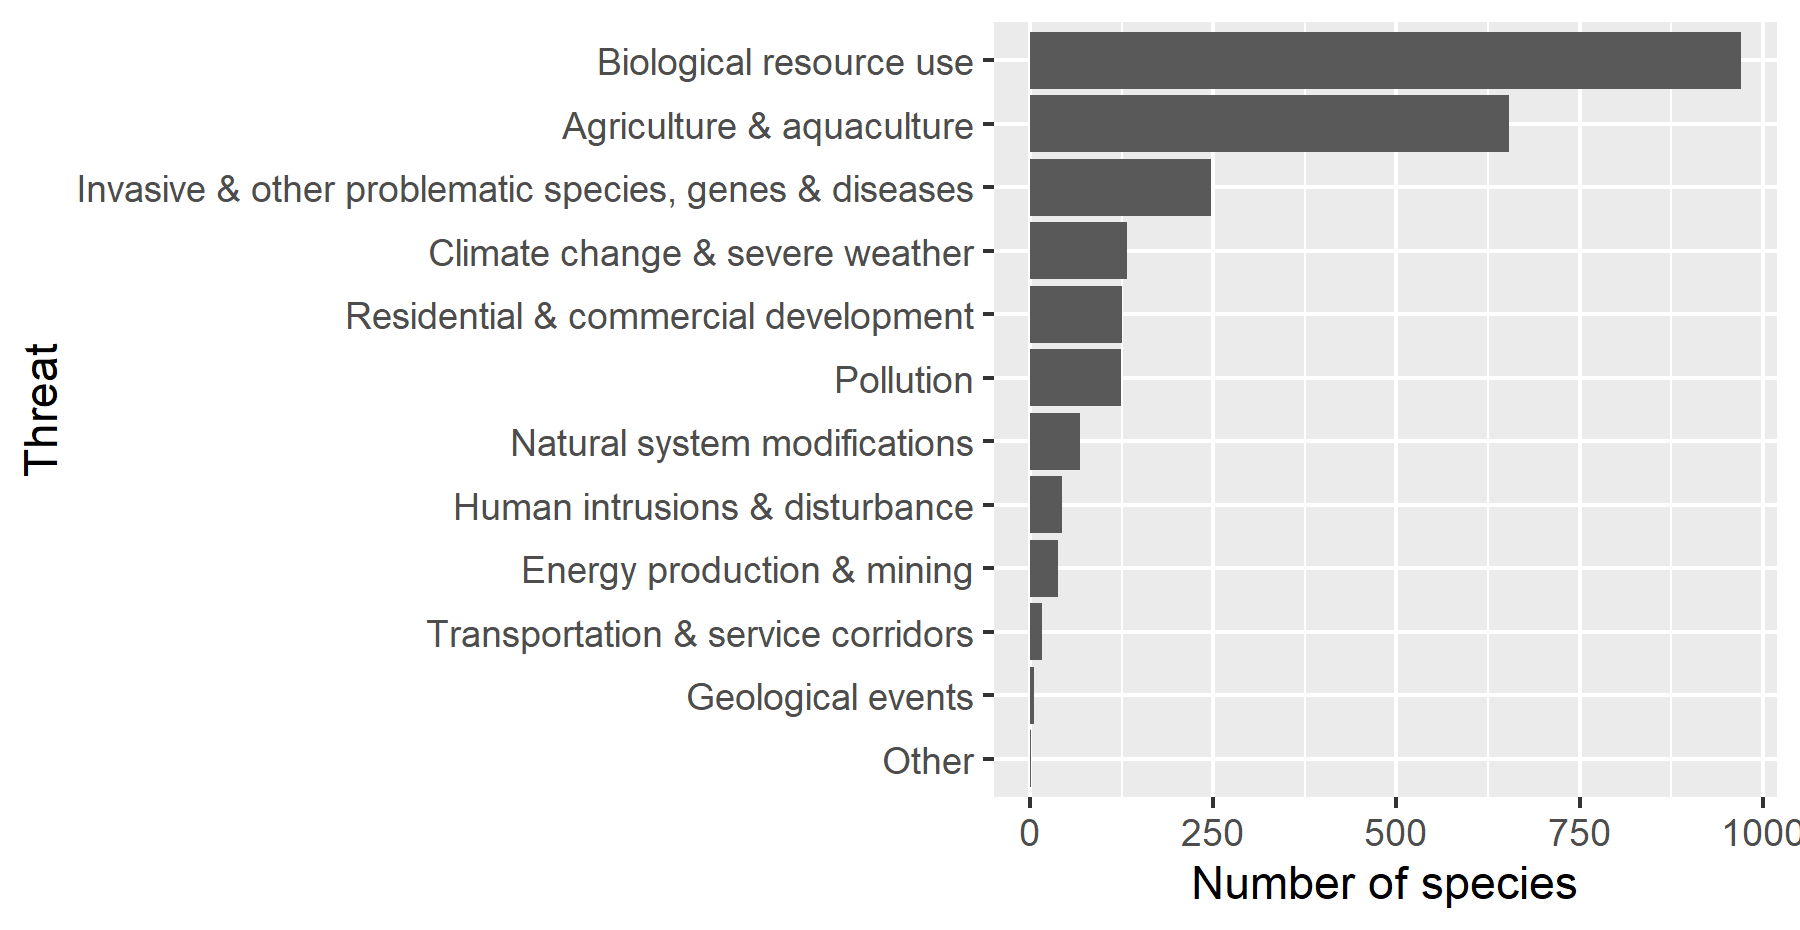 Biological resource use
Agriculture & aquaculture
Invasive & other problematic species, genes & diseases
Climate change & severe weather
Residential & commercial development
Pollution
Natural system modifications
Human intrusions & disturbance
Energy production & mining
Transportation & service corridors
Geological events
Other
Threat
0 250 500 750 1000
Number of species